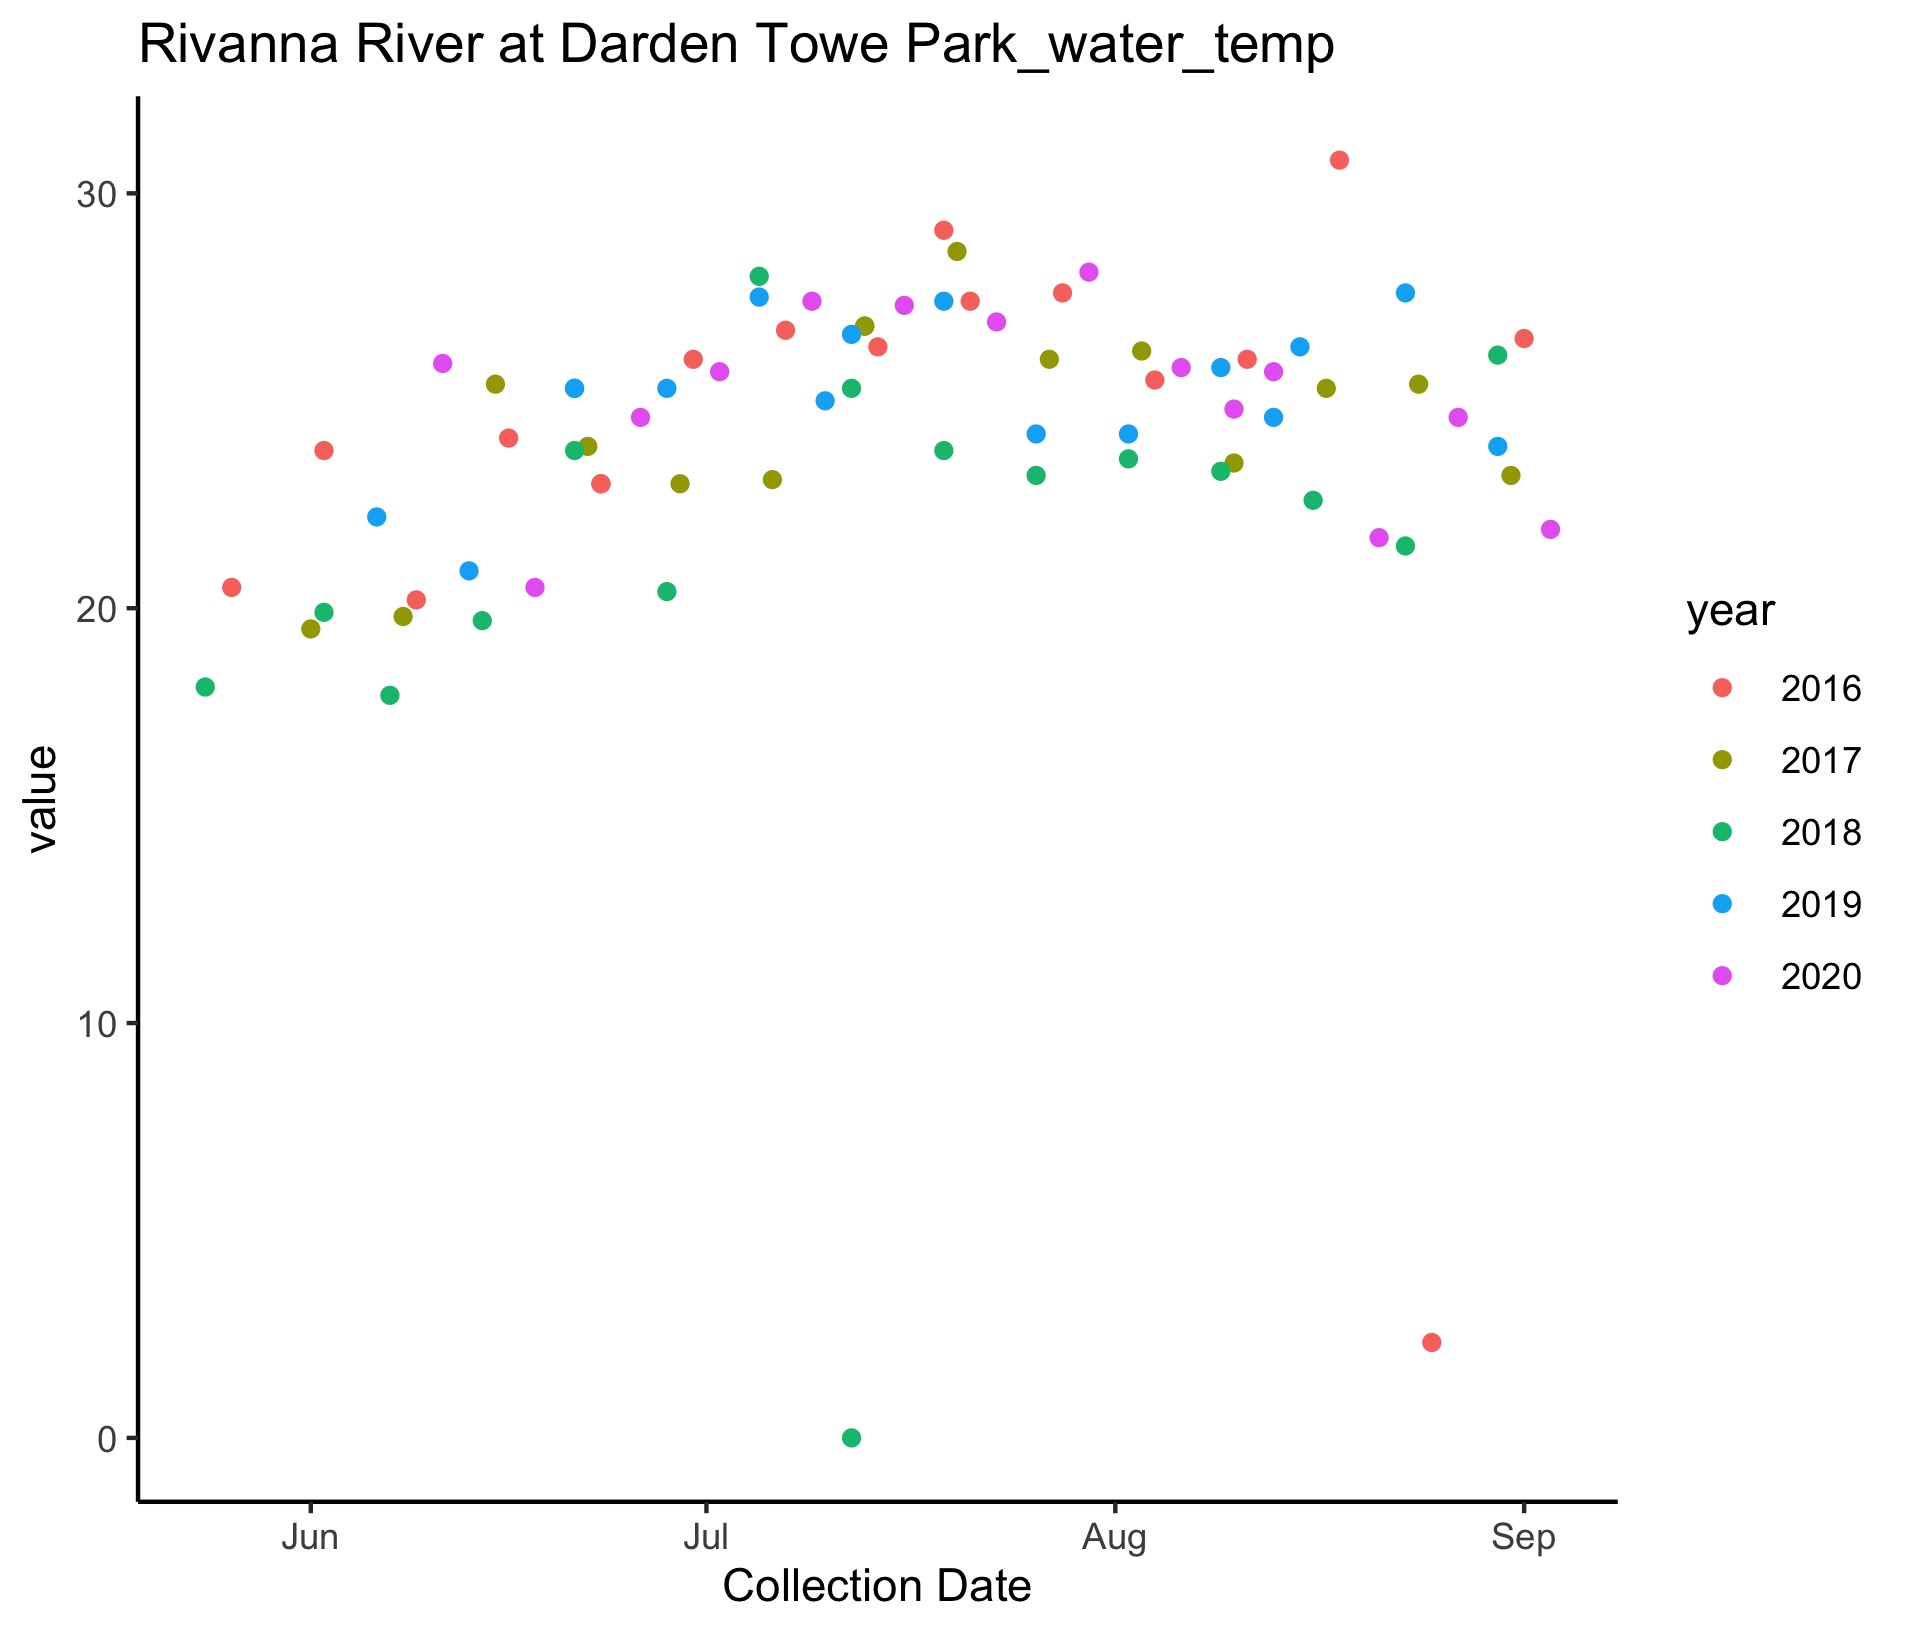 Rivanna River at Darden Towe Park_water_temp
30
20
10
0
value
Jun Jul Aug Sep
Collection Date
year
2016
2017
2018
2019
2020